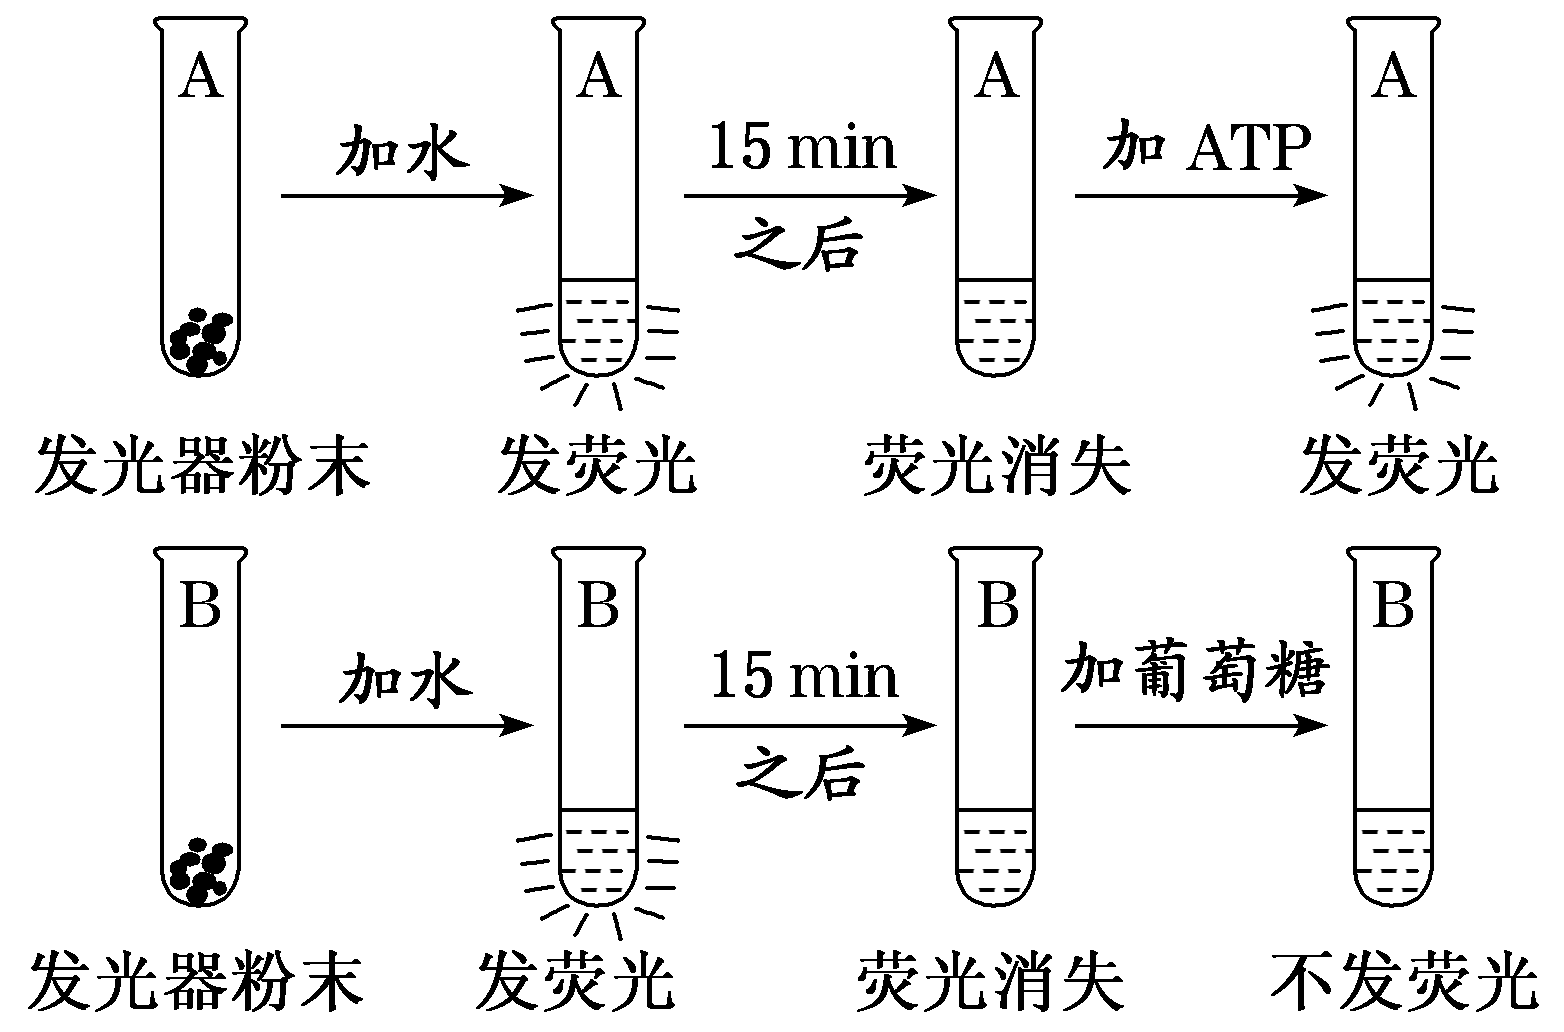 A A A A
加水 15 min 之后 加 ATP
发光器粉末 发荧光 荧光消失 发荧光
B B B B
加水 15 min 之后 加葡萄糖
发光器粉末 发荧光 荧光消失 不发荧光